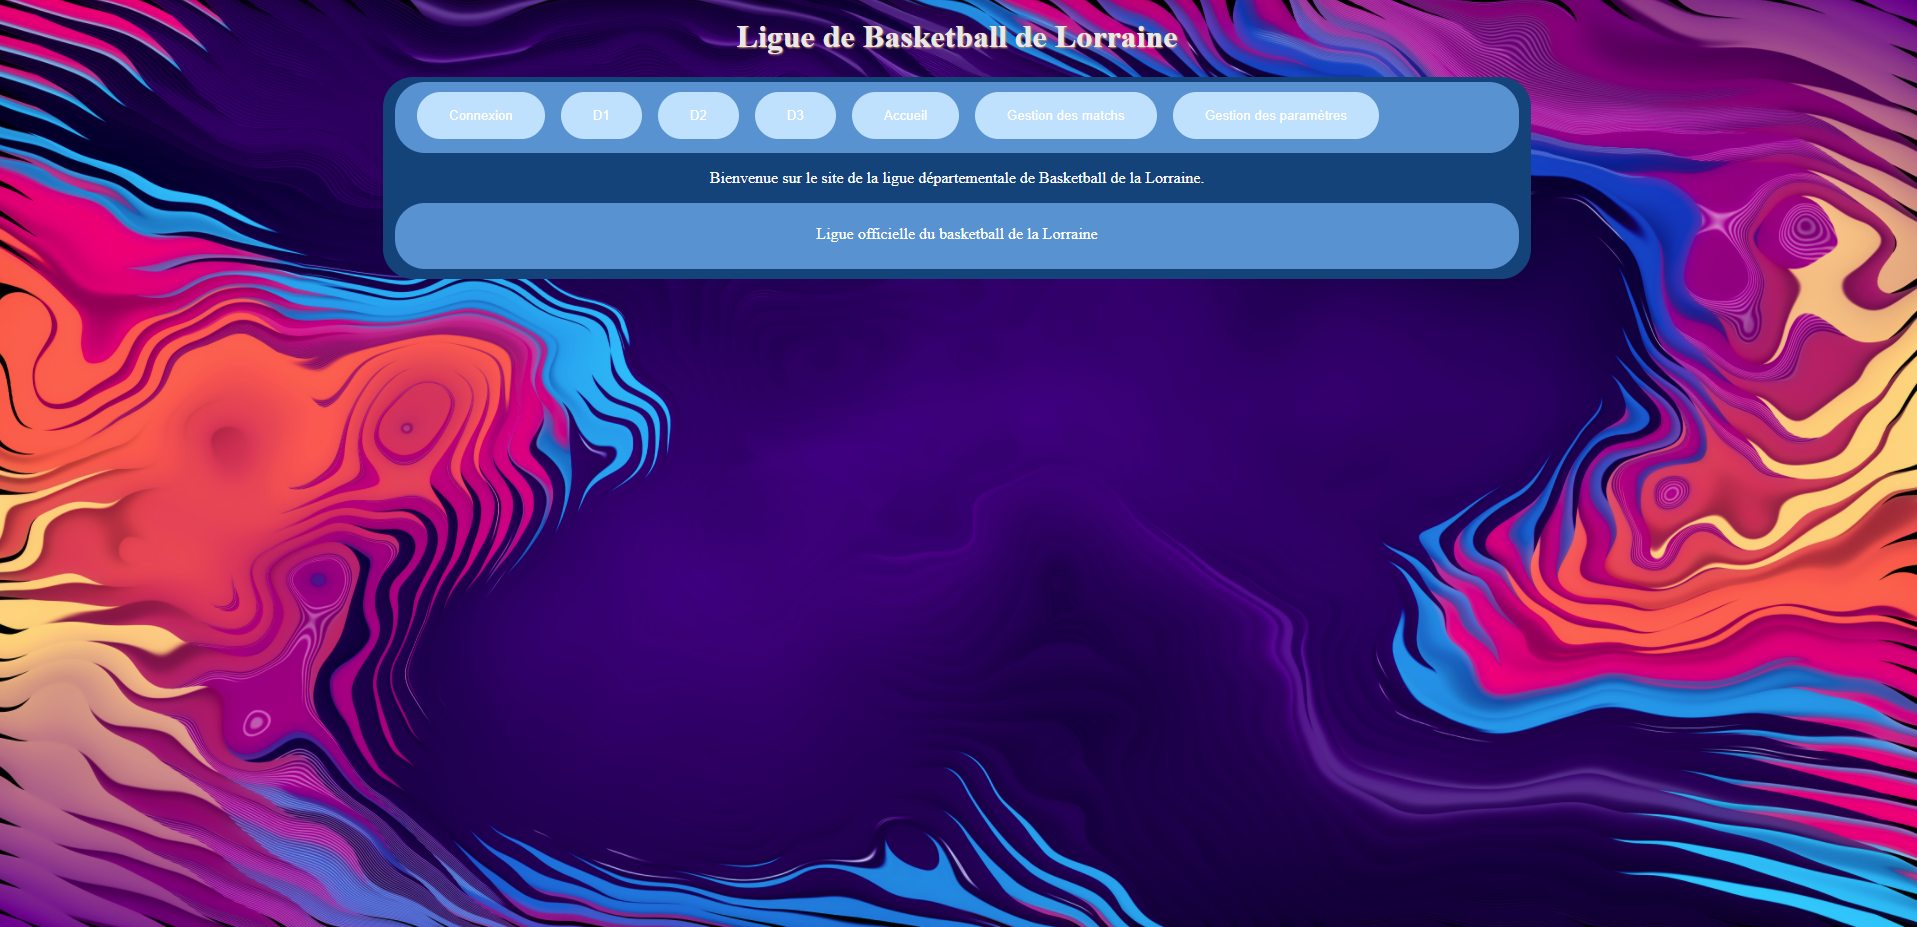 Ligue de Basketball de Lorraine
Connexion D1 D2 D3 Accueil Gestion des matchs Gestion des paramètres
Bienvenue sur le site de la ligue départementale de Basketball de la Lorraine.
Ligue officielle du basketball de la Lorraine